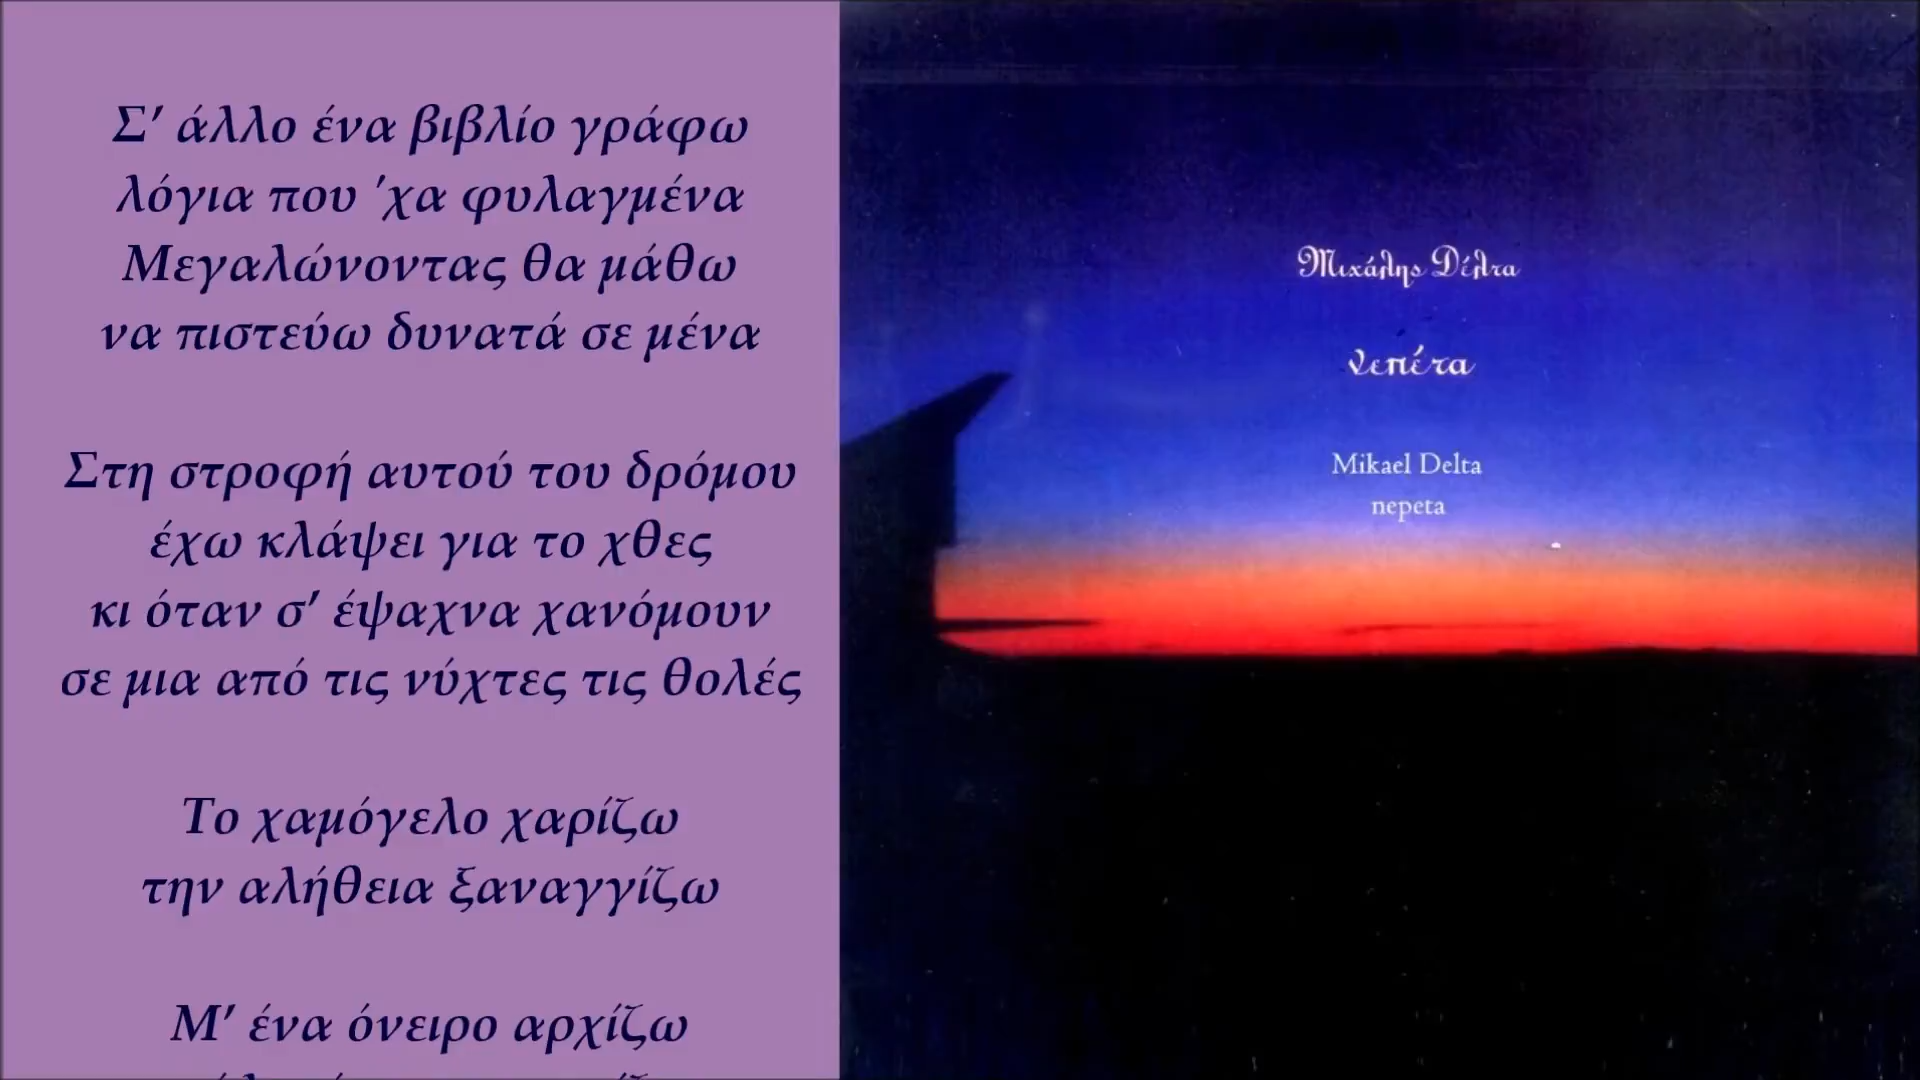 Σ’ άλλο ένα βιβλίο γράφω
λόγια που ’χα φυλαγμένα
Μεγαλώνοντας θα μάθω
να πιστεύω δυνατά σε μένα
Στη στροφή αυτού του δρόμου
έχω κλάψει για το χθες
κι όταν σ’ έψαχνα χανόμουν
σε μια από τις νύχτες τις θολές
Το χαμόγελο χαρίζω
την αλήθεια ξαναγγίζω
Μ’ ένα όνειρο αρχίζω
Μιχάλης Δέλτα
νεπέτα
Mikael Delta
nepeta